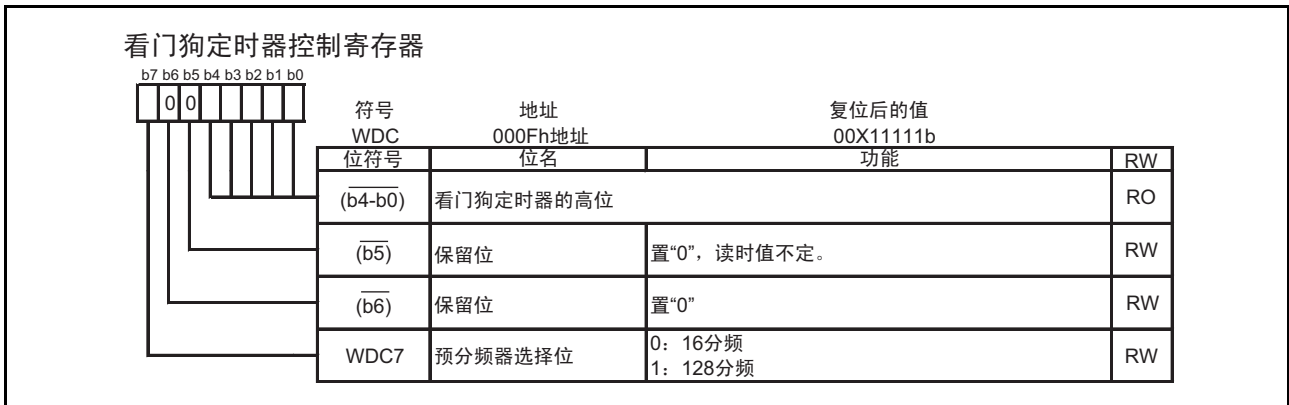 看门狗定时器控制寄存器
b7 b6 b5 b4 b3 b2 b1 b0
0 0
符号 地址 复位后的值
WDC 000Fh地址 00X11111b
位符号 位名 功能 RW
(b4-b0) 看门狗定时器的高位 RO
(b5) 保留位 置“0”，读时值不定。 RW
(b6) 保留位 置“0” RW
WDC7 预分频器选择位 0：16分频 RW
1：128分频